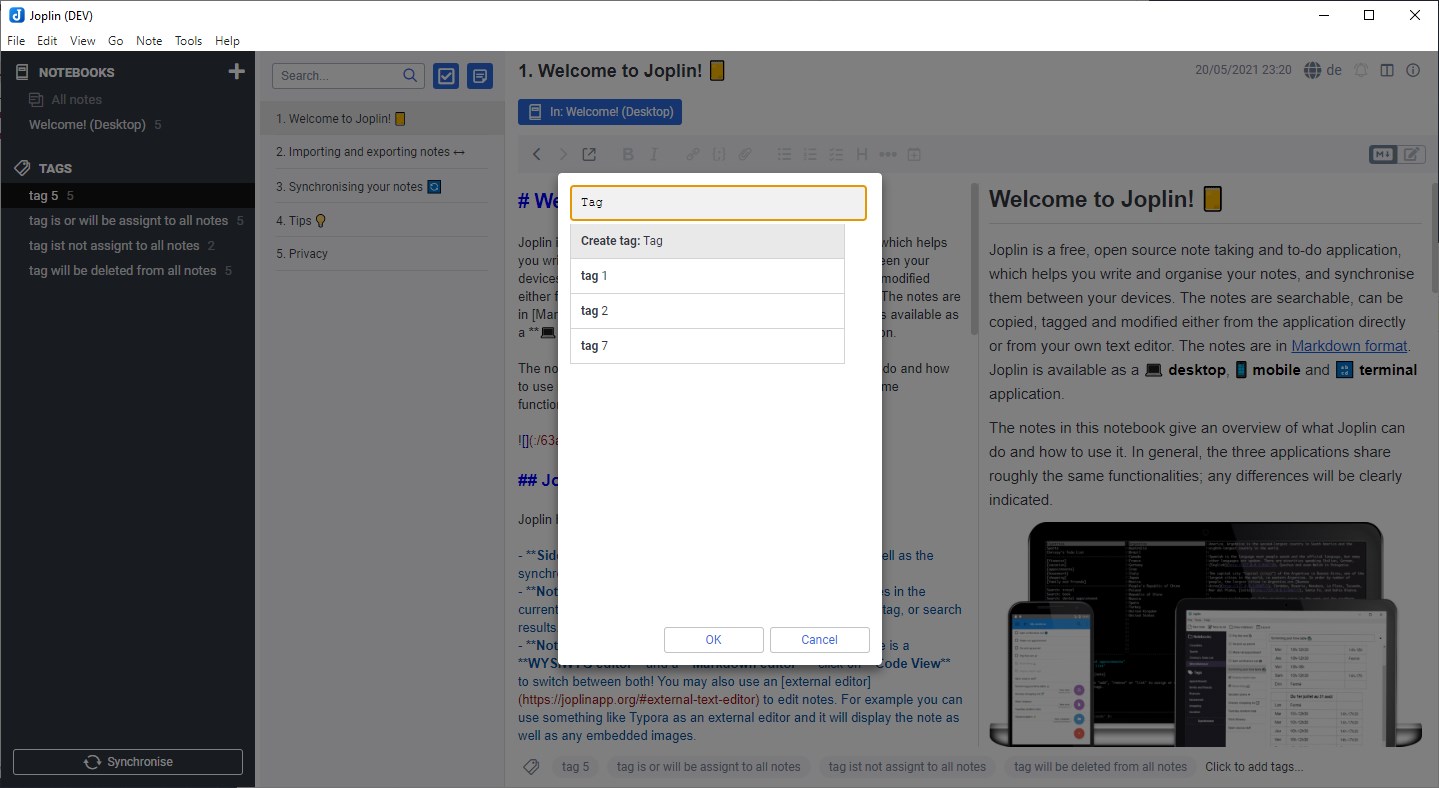 Joplin (DEV)
File Edit View Go Note Tools Help
NOTEBOOKS
All notes
Welcome! (Desktop) 5
TAGS
tag 5 5
tag is or will be assignt to all notes 5
tag ist not assignt to all notes 2
tag will be deleted from all notes 5
Synchronise
Search...
1. Welcome to Joplin!
2. Importing and exporting notes ↔
3. Synchronising your notes
4. Tips
5. Privacy
1. Welcome to Joplin!
20/05/2021 23:20 de
In: Welcome! (Desktop)
# We
Joplin i which helps
you wri en your
devices modified
either f The notes are
in [Mar s available as
a ** on.
The no do and how
to use me
function
![](:/63a
## Jo
Joplin h
- **Sid ell as the
synchro
- **Not es in the
current tag, or search
results
- **Not e is a
**WYSIWYG editor** and a **Markdown editor** click on **Code View**
to switch between both! You may also use an [external editor]
(https://joplinapp.org/#external-text-editor) to edit notes. For example you can
use something like Typora as an external editor and it will display the note as
well as any embedded images.
Tag
Create tag: Tag
tag 1
tag 2
tag 7
OK Cancel
Welcome to Joplin!
Joplin is a free, open source note taking and to-do application,
which helps you write and organise your notes, and synchronise
them between your devices. The notes are searchable, can be
copied, tagged and modified either from the application directly
or from your own text editor. The notes are in Markdown format.
Joplin is available as a desktop, mobile and terminal
application.
The notes in this notebook give an overview of what Joplin can
do and how to use it. In general, the three applications share
roughly the same functionalities; any differences will be clearly
indicated.
tag 5 tag is or will be assignt to all notes tag ist not assignt to all notes tag will be deleted from all notes Click to add tags...